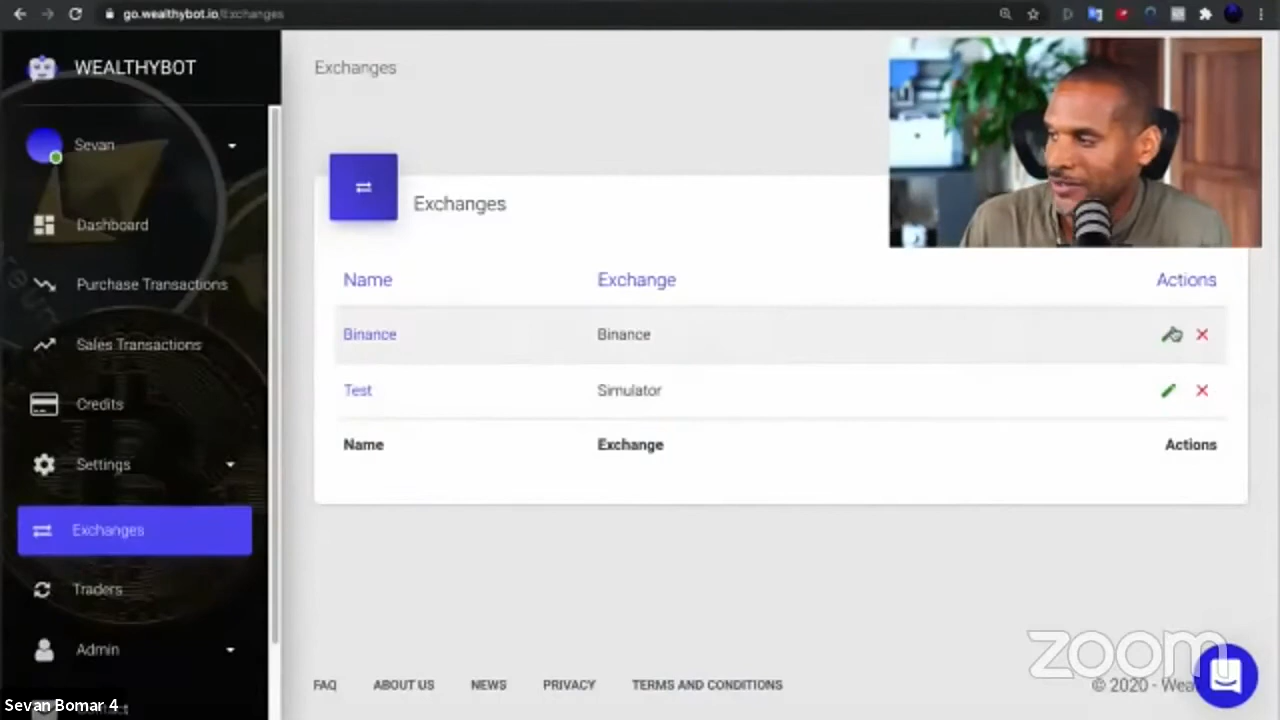 go.wealthybot.io/Exchanges
WEALTHYBOT
Exchanges
Sevan
Exchanges
Dashboard
Name Exchange Actions
Purchase Transactions
Binance Binance
Sales Transactions
Test Simulator
Credits
Name Exchange Actions
Settings
Exchanges
Traders
Admin
zoom
FAQ ABOUT US NEWS PRIVACY TERMS AND CONDITIONS © 2020 - Wea
Sevan Bomar 4